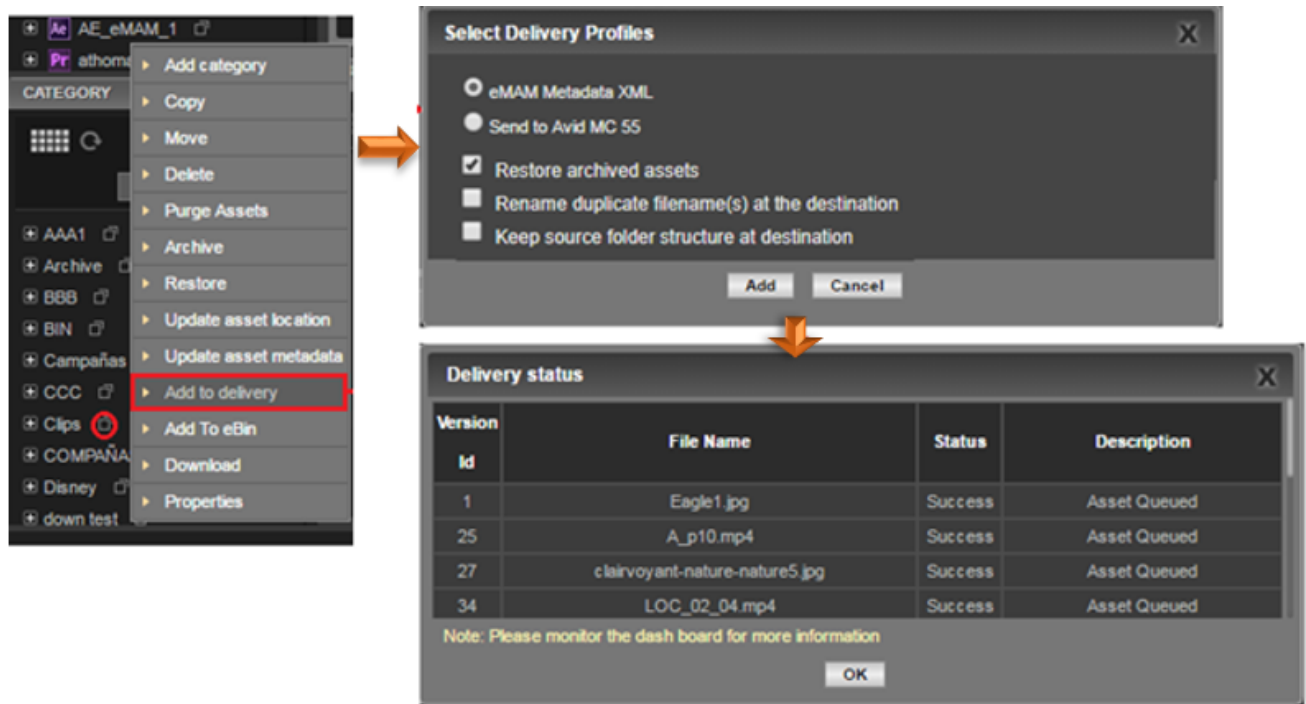 Ae AE_eMAM_1
Pr athoma
CATEGORY
AAA1
Archive
BBB
BIN
Campañas
CCC
Clips
COMPAÑA
Disney
down test
Add category
Copy
Move
Delete
Purge Assets
Archive
Restore
Update asset location
Update asset metadata
Add to delivery
Add To eBin
Download
Properties
Select Delivery Profiles X
eMAM Metadata XML
Send to Avid MC 55
Restore archived assets
Rename duplicate filename(s) at the destination
Keep source folder structure at destination
Add Cancel
Delivery status X
Version Id File Name Status Description
1 Eagle1.jpg Success Asset Queued
25 A_p10.mp4 Success Asset Queued
27 clairvoyant-nature-nature5.jpg Success Asset Queued
34 LOC_02_04.mp4 Success Asset Queued
Note: Please monitor the dash board for more information
OK